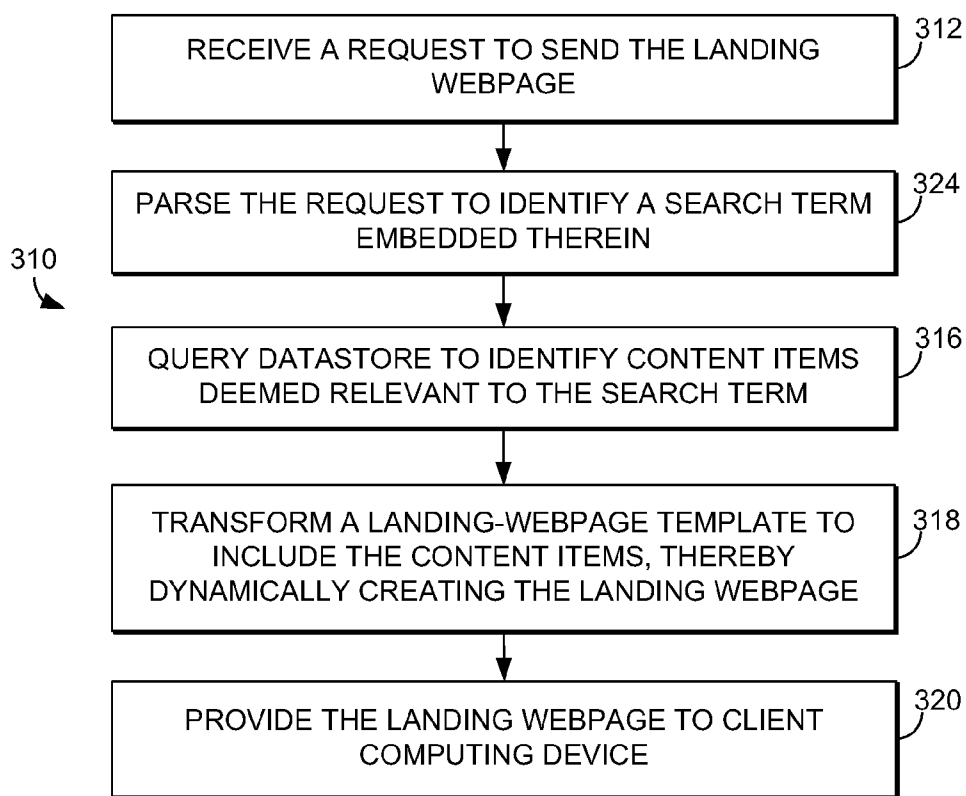 RECEIVE A REQUEST TO SEND THE LANDING
WEBPAGE
312
PARSE THE REQUEST TO IDENTIFY A SEARCH TERM
EMBEDDED THEREIN
324
310
QUERY DATASTORE TO IDENTIFY CONTENT ITEMS
DEEMED RELEVANT TO THE SEARCH TERM
316
TRANSFORM A LANDING-WEBPAGE TEMPLATE TO
INCLUDE THE CONTENT ITEMS, THEREBY
DYNAMICALLY CREATING THE LANDING WEBPAGE
318
PROVIDE THE LANDING WEBPAGE TO CLIENT
COMPUTING DEVICE
320